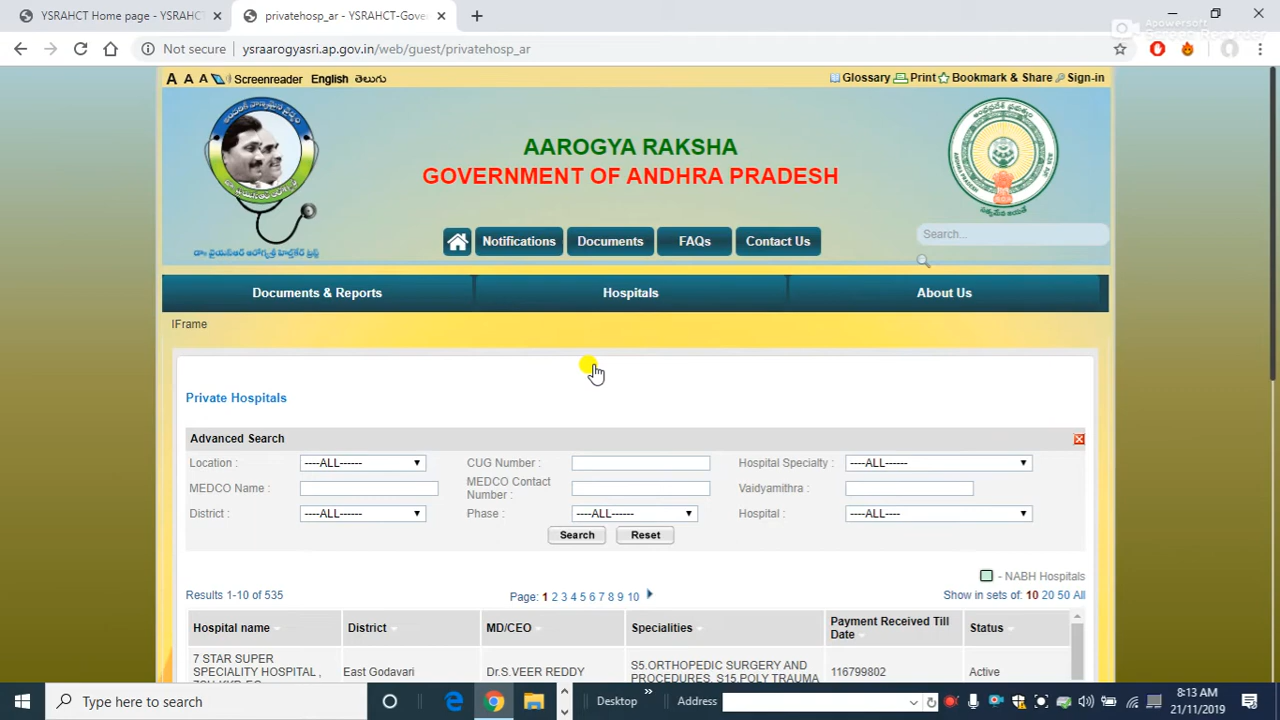 YSRAHCT Home page - YSRAHCT
privatehosp_ar - YSRAHCT-Gove
Apowersoft
Screen Recorder
Not secure
ysraarogyasri.ap.gov.in/web/guest/privatehosp_ar
A A A Screenreader English తెలుగు
Glossary Print Bookmark & Share Sign-in
AAROGYA RAKSHA
GOVERNMENT OF ANDHRA PRADESH
Notifications Documents FAQs Contact Us
Search...
Documents & Reports Hospitals About Us
IFrame
Private Hospitals
Advanced Search
Location : ----ALL------ CUG Number : Hospital Specialty : ----ALL------
MEDCO Name : MEDCO Contact Number : Vaidyamithra :
District : ----ALL------ Phase : ----ALL------ Hospital : ----ALL----
Search Reset
- NABH Hospitals
Results 1-10 of 535 Page: 1 2 3 4 5 6 7 8 9 10 Show in sets of: 10 20 50 All
Hospital name District MD/CEO Specialities Payment Received Till Date Status
7 STAR SUPER SPECIALITY HOSPITAL , East Godavari Dr.S.VEER REDDY S5.ORTHOPEDIC SURGERY AND PROCEDURES, S15.POLY TRAUMA 116799802 Active
Type here to search
Desktop
Address
8:13 AM
21/11/2019